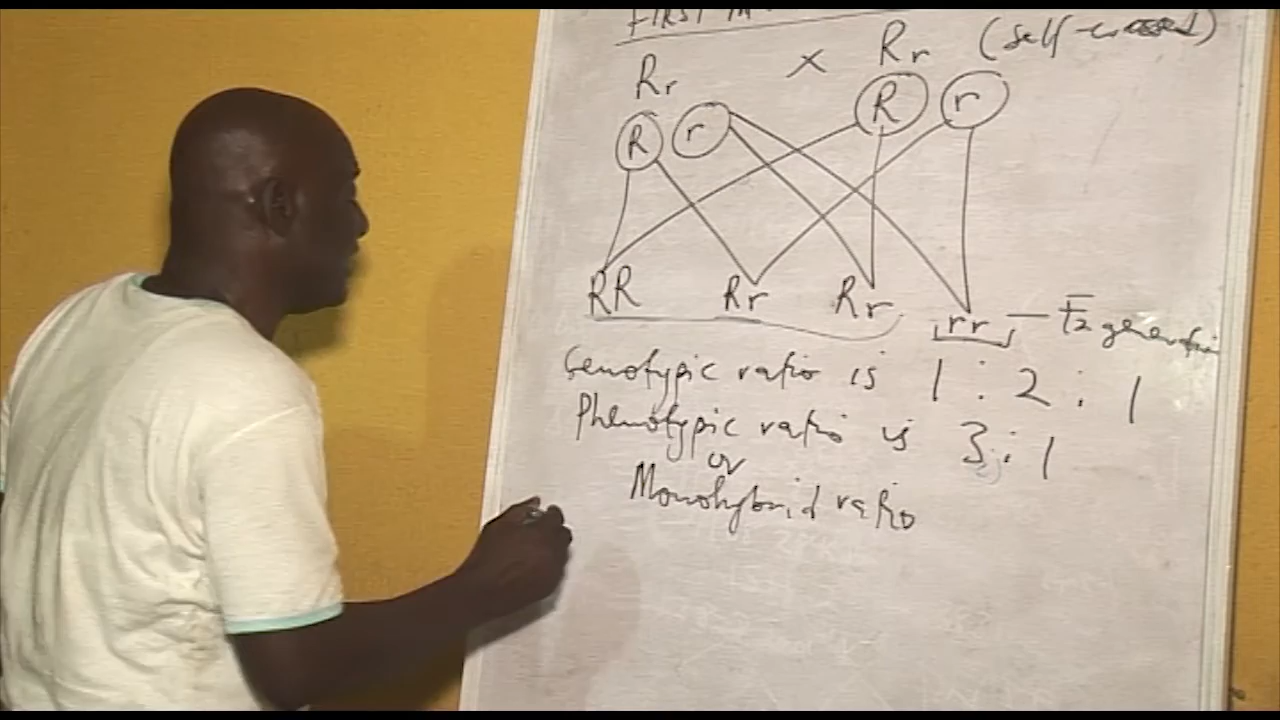 FIRST
Rr × Rr (self-crossed)
R r R r
RR Rr Rr rr — F2 generation
Genotypic ratio is 1 : 2 : 1
Phenotypic ratio is 3 : 1
or
Monohybrid ratio